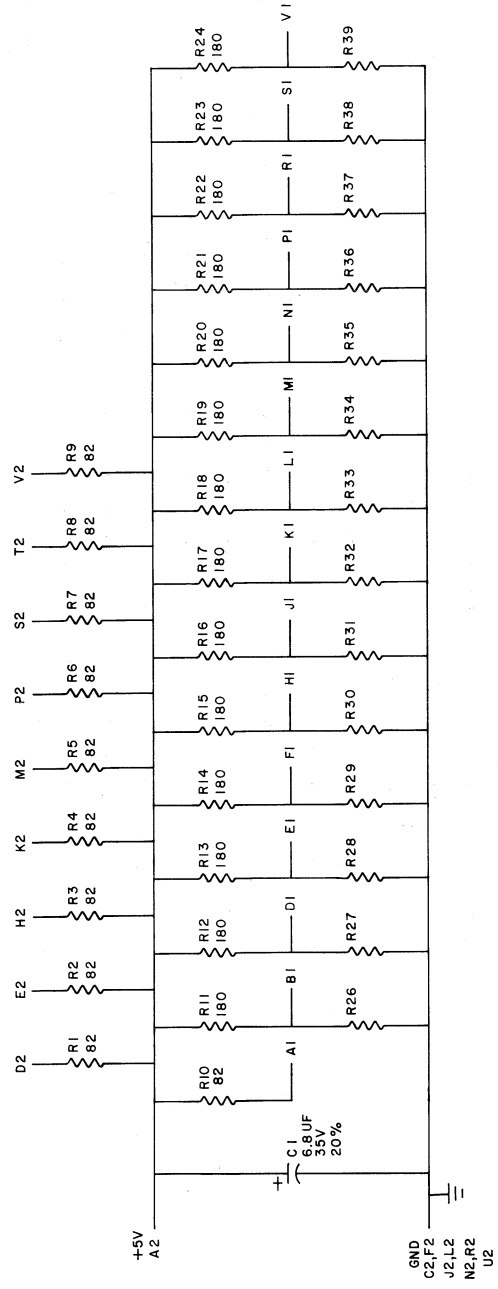 D2
R1
82
E2
R2
82
H2
R3
82
K2
R4
82
M2
R5
82
P2
R6
82
S2
R7
82
T2
R8
82
V2
R9
82
+5V
A2
R10
82
R11
180
R12
180
R13
180
R14
180
R15
180
R16
180
R17
180
R18
180
R19
180
R20
180
R21
180
R22
180
R23
180
R24
180
+
C1
6.8UF
35V
20%
A1
B1
D1
E1
F1
H1
J1
K1
L1
M1
N1
P1
R1
S1
V1
R26
R27
R28
R29
R30
R31
R32
R33
R34
R35
R36
R37
R38
R39
GND
C2,F2
J2,L2
N2,R2
U2